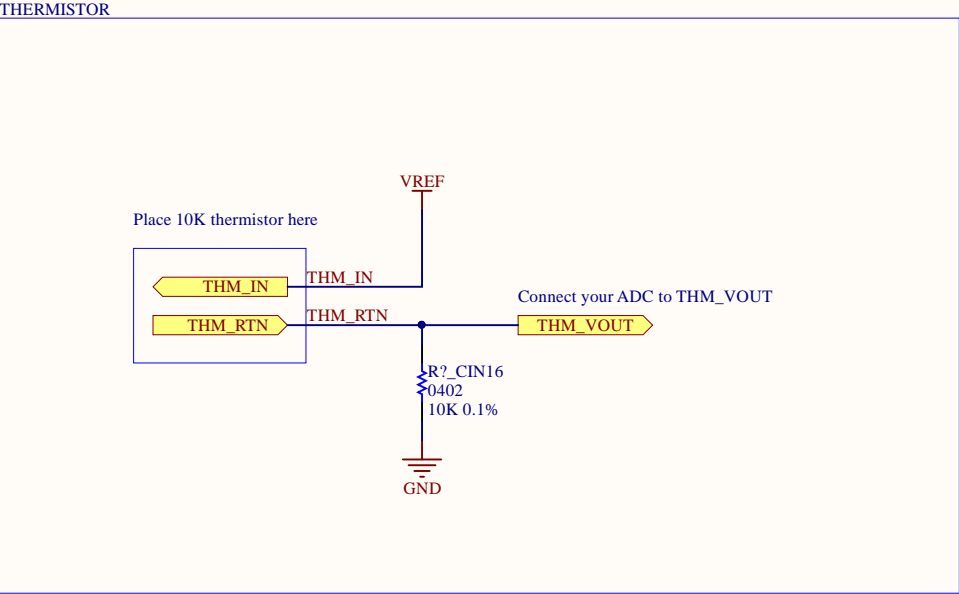 THERMISTOR
VREF
Place 10K thermistor here
THM_IN
THM_IN
Connect your ADC to THM_VOUT
THM_RTN
THM_RTN
THM_VOUT
R?_CIN16
0402
10K 0.1%
GND